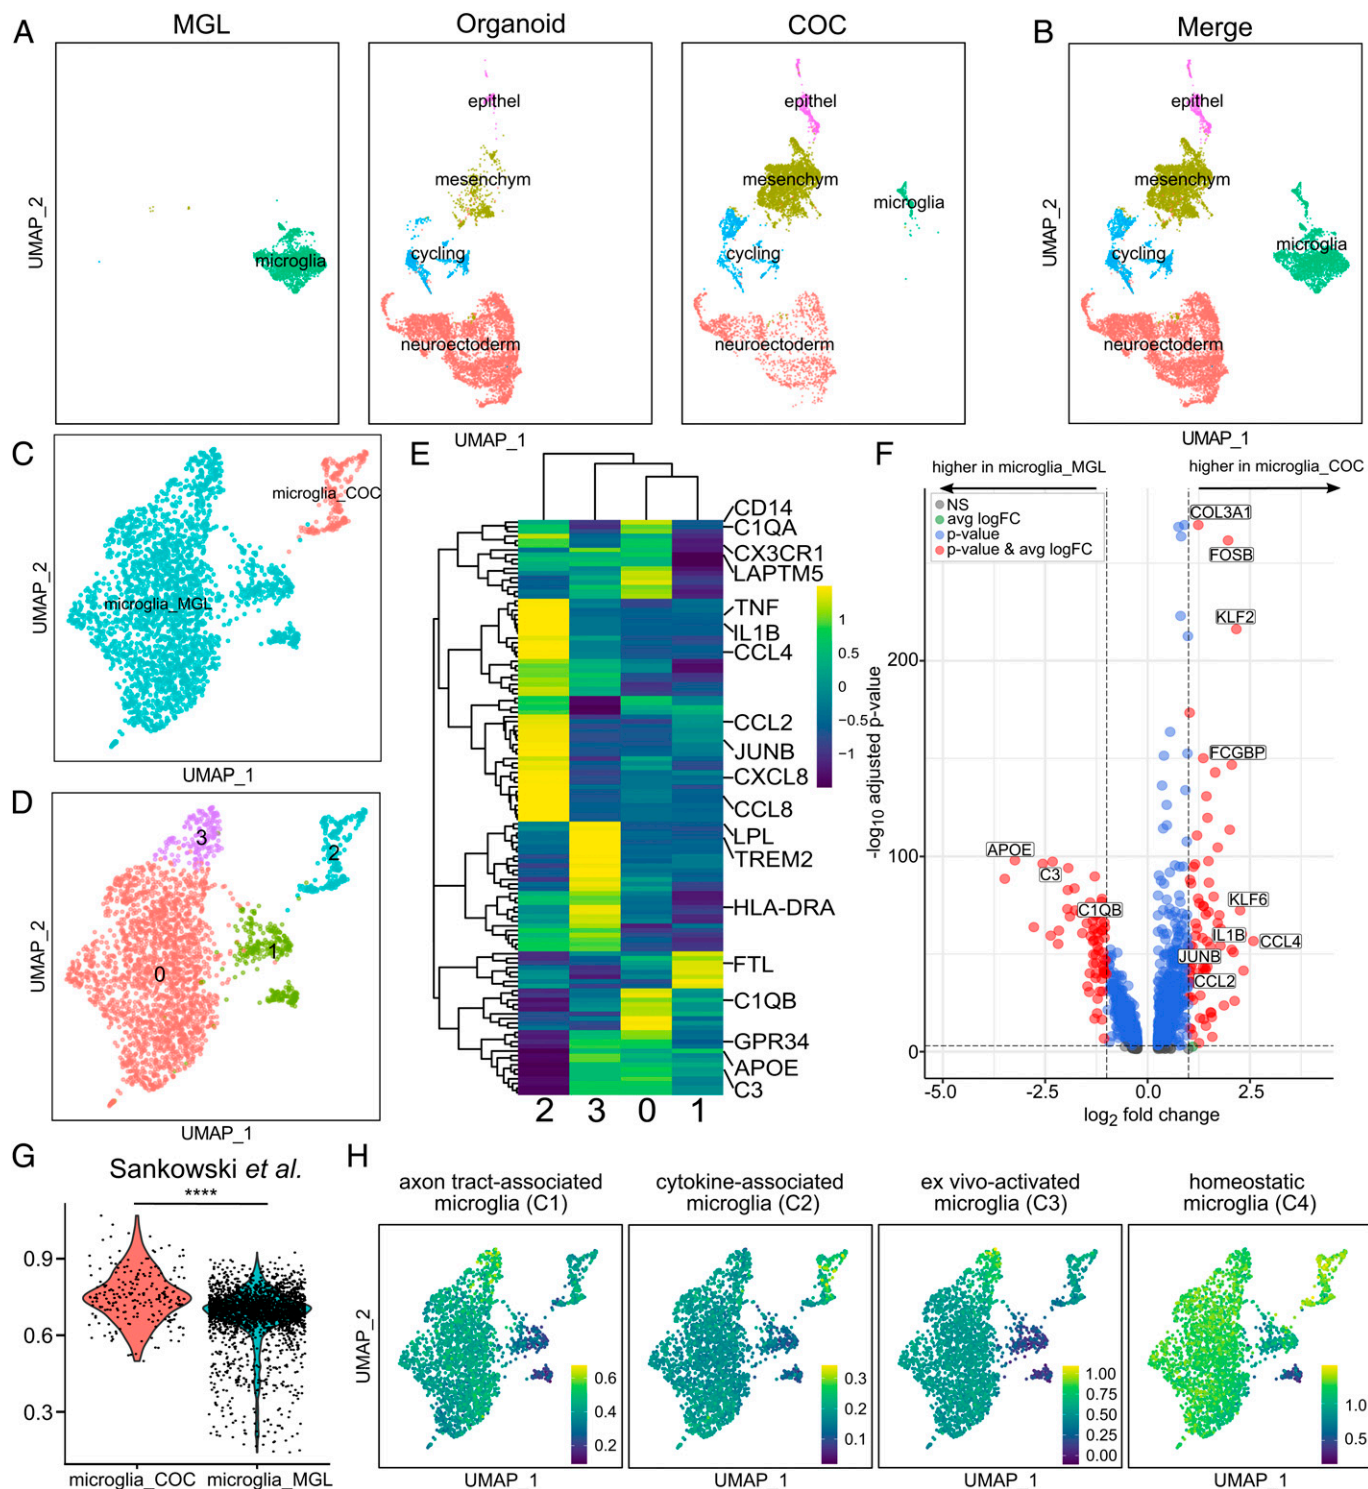 A
MGL
Organoid
COC
B
Merge
UMAP_2
microglia
epithel
mesenchym
cycling
neuroectoderm
epithel
mesenchym
microglia
cycling
neuroectoderm
UMAP_1
UMAP_2
epithel
mesenchym
microglia
cycling
neuroectoderm
UMAP_1
C
UMAP_2
microglia_COC
microglia_MGL
UMAP_1
D
UMAP_2
3
2
1
0
UMAP_1
E
CD14
C1QA
CX3CR1
LAPTM5
TNF
IL1B
CCL4
CCL2
JUNB
CXCL8
CCL8
LPL
TREM2
HLA-DRA
FTL
C1QB
GPR34
APOE
C3
1
0.5
0
−0.5
−1
2 3 0 1
F
higher in microglia_MGL
higher in microglia_COC
NS
avg logFC
p-value
p-value & avg logFC
COL3A1
FOSB
KLF2
FCGBP
APOE
C3
C1QB
KLF6
IL1B
CCL4
JUNB
CCL2
-log10 adjusted p-value
200
100
0
-5.0 -2.5 0.0 2.5
log2 fold change
G
Sankowski et al.
****
0.9
0.6
0.3
microglia_COC
microglia_MGL
H
axon tract-associated
microglia (C1)
cytokine-associated
microglia (C2)
ex vivo-activated
microglia (C3)
homeostatic
microglia (C4)
UMAP_2
0.6
0.4
0.2
0.3
0.2
0.1
1.00
0.75
0.50
0.25
0.00
1.0
0.5
UMAP_1
UMAP_1
UMAP_1
UMAP_1